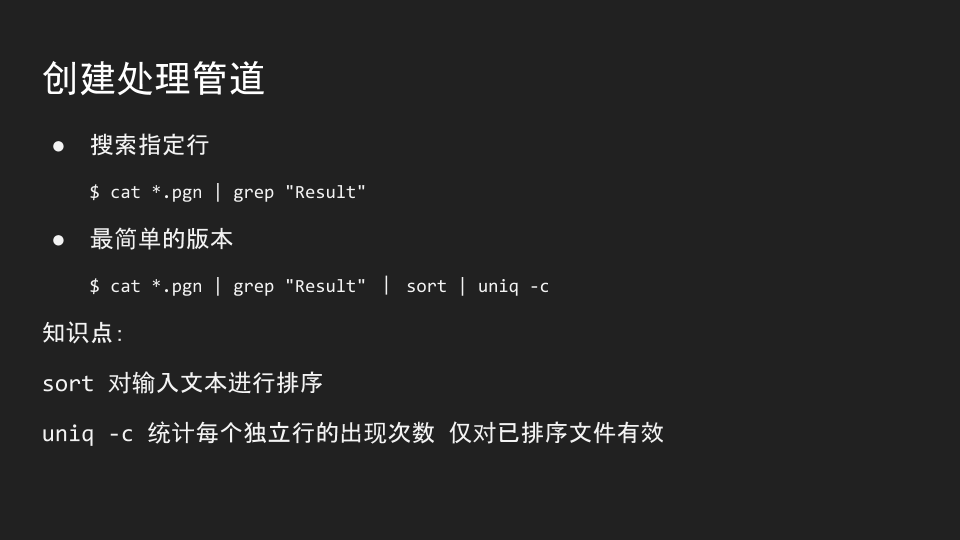 创建处理管道
● 搜索指定行
$ cat *.pgn | grep "Result"
● 最简单的版本
$ cat *.pgn | grep "Result" | sort | uniq -c
知识点:
sort 对输入文本进行排序
uniq -c 统计每个独立行的出现次数 仅对已排序文件有效